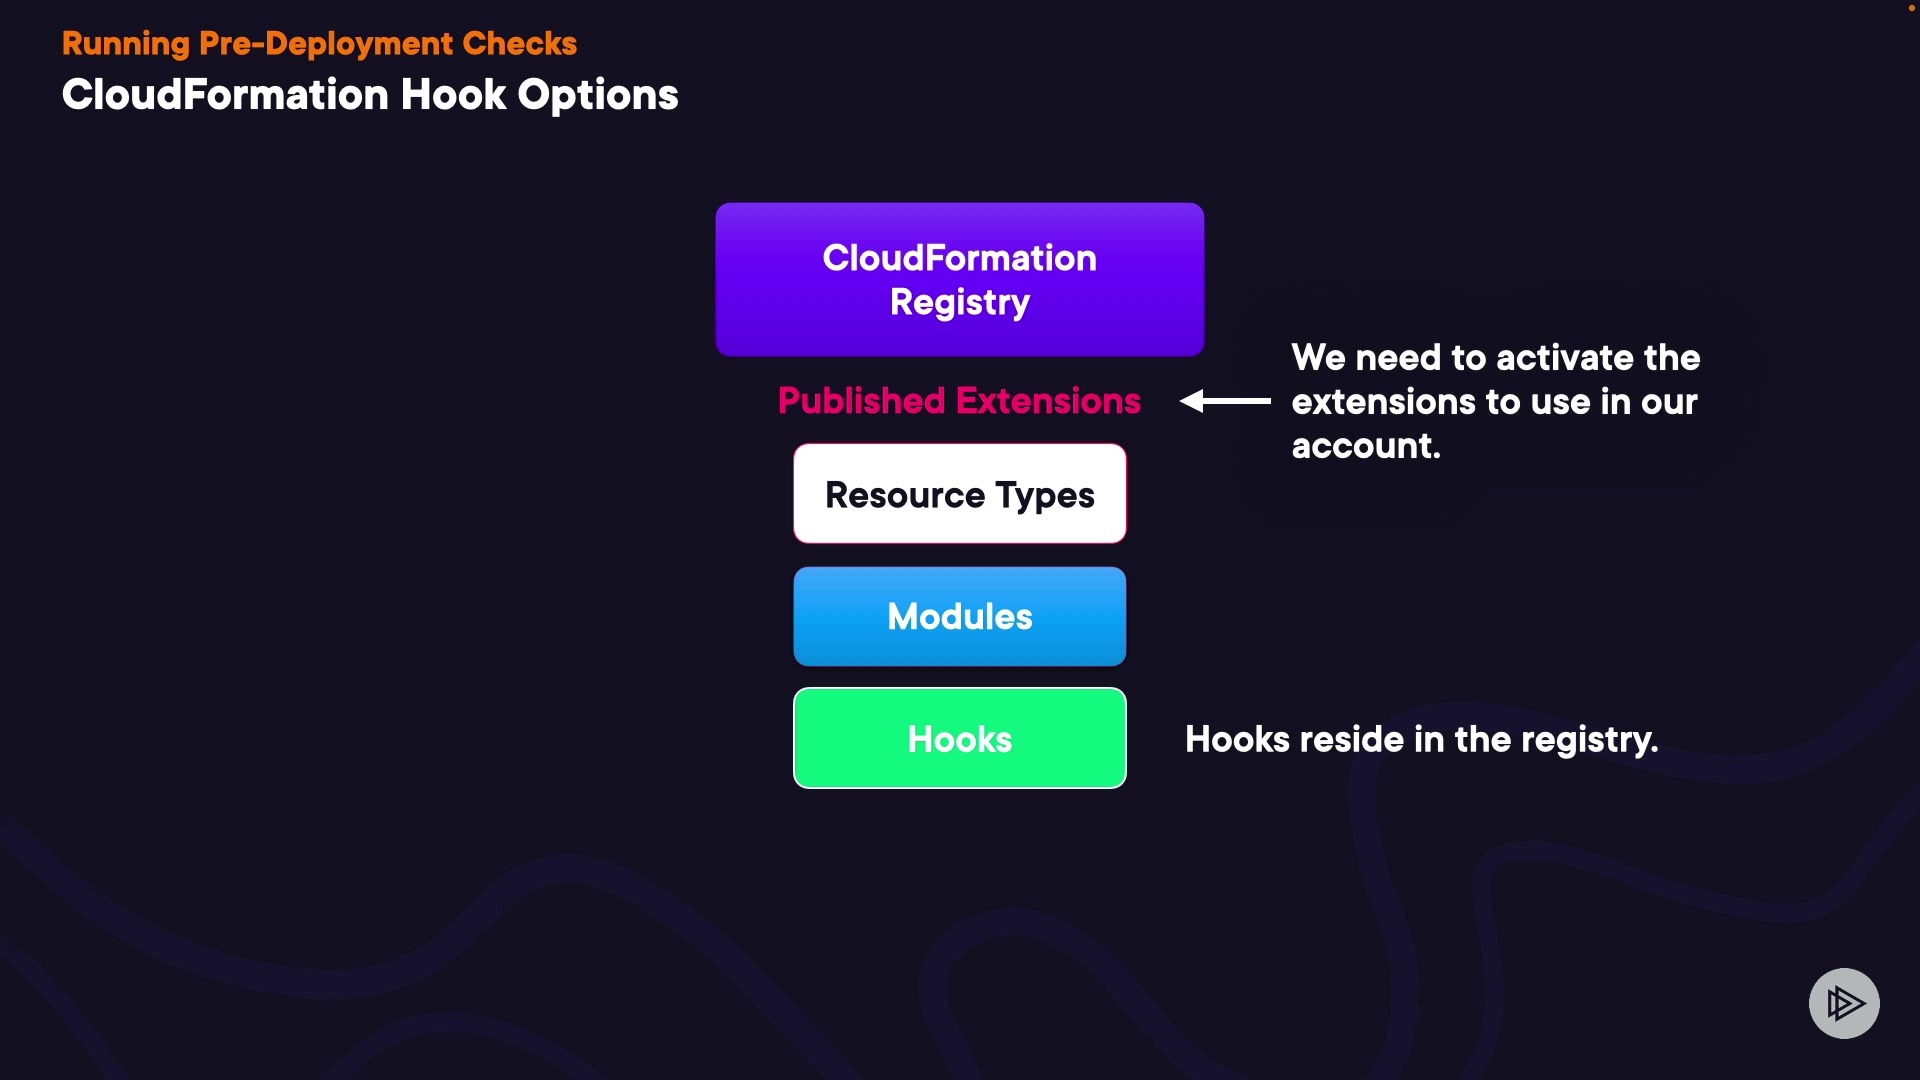 Running Pre-Deployment Checks
CloudFormation Hook Options
CloudFormation
Registry
Published Extensions
We need to activate the
extensions to use in our
account.
Resource Types
Modules
Hooks
Hooks reside in the registry.